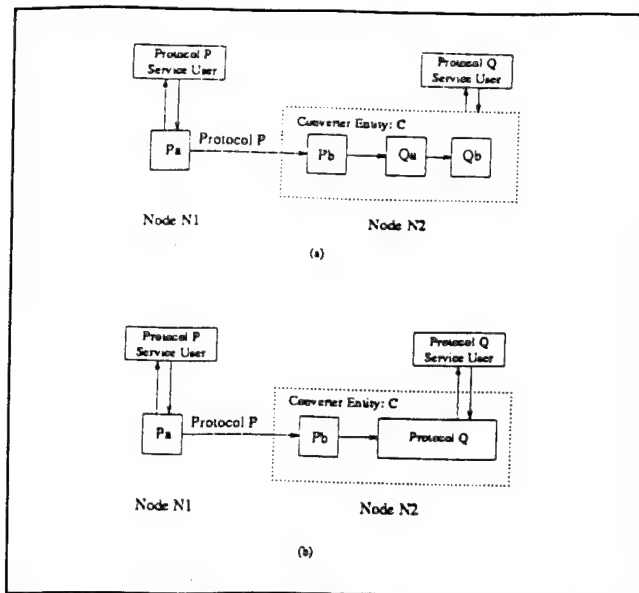 Protocol P
Service User
Protocol Q
Service User
Converter Entity: C
Protocol P
Pa
Pb
Qa
Qb
Node N1
Node N2
(a)
Protocol P
Service User
Protocol Q
Service User
Converter Entity: C
Protocol P
Pa
Pb
Protocol Q
Node N1
Node N2
(b)